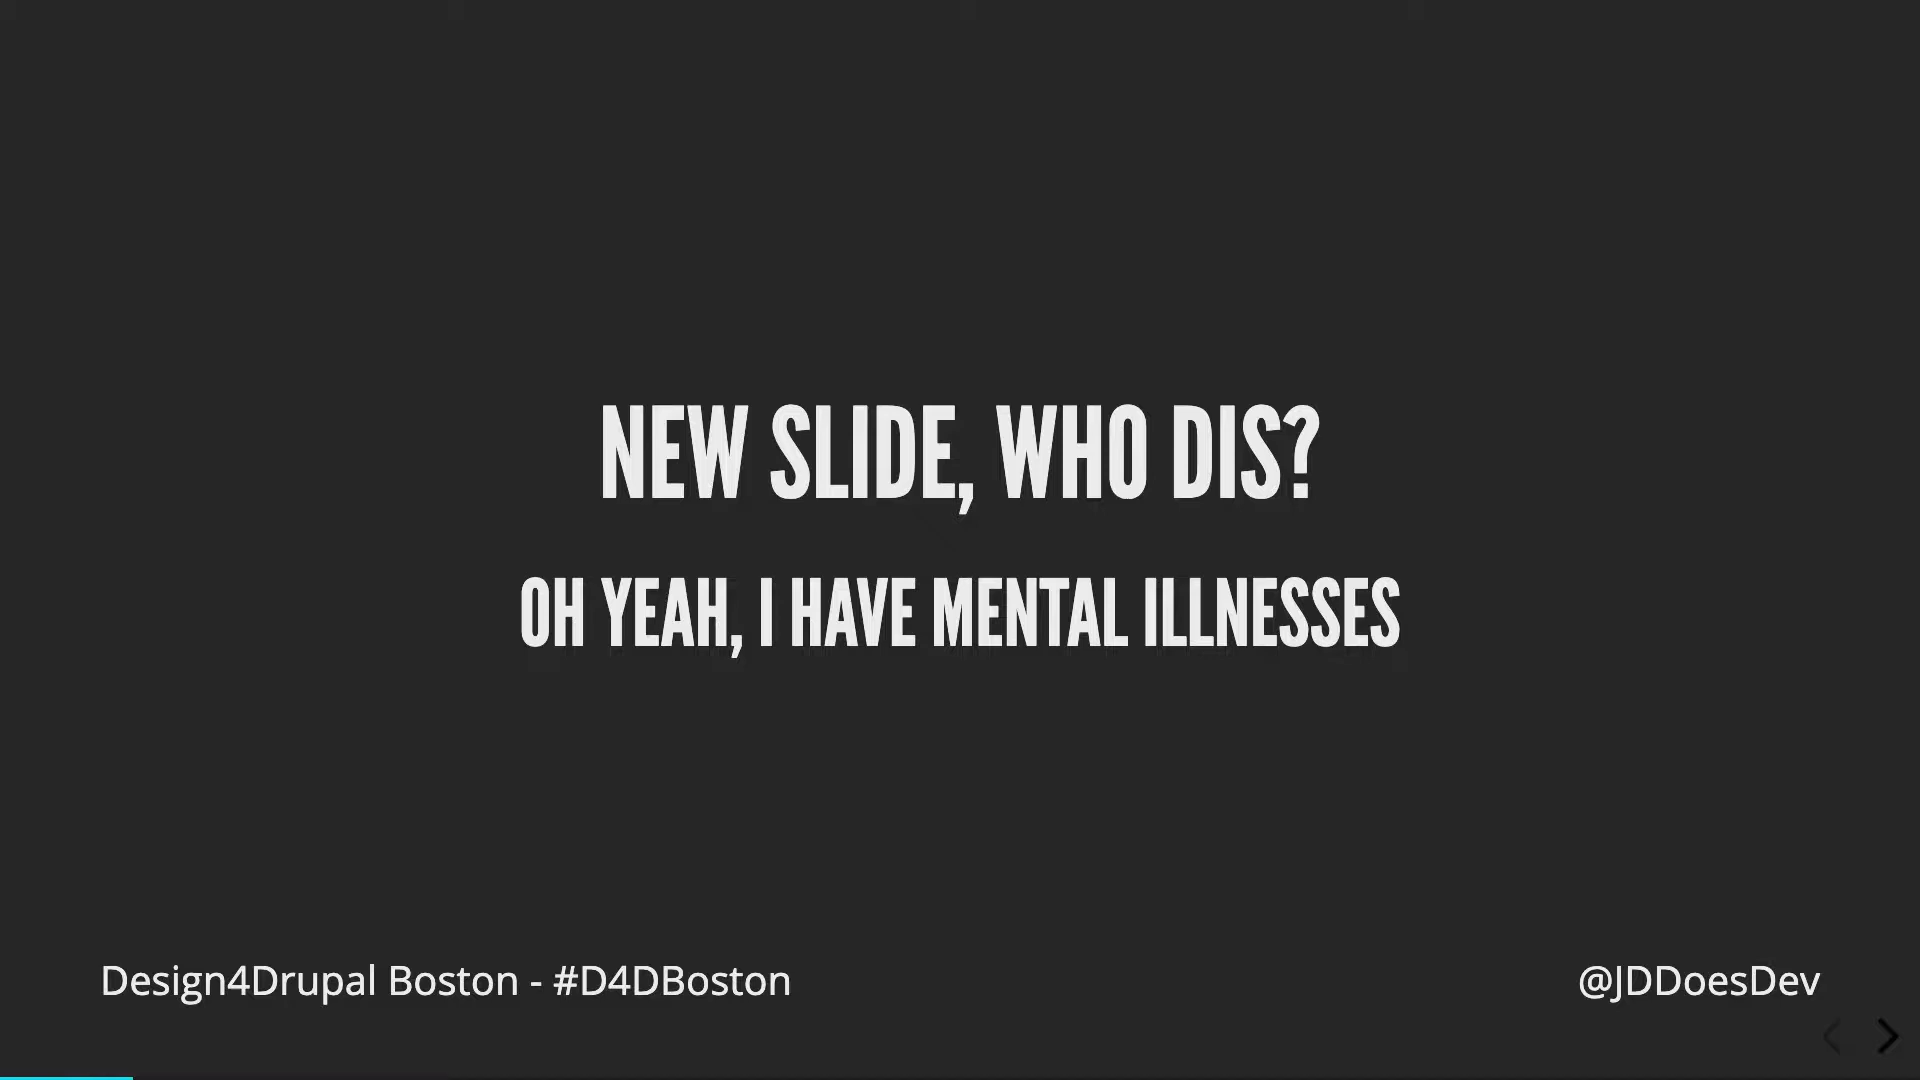 NEW SLIDE, WHO DIS?
OH YEAH, I HAVE MENTAL ILLNESSES
Design4Drupal Boston - #D4DBoston
@JDDoesDev